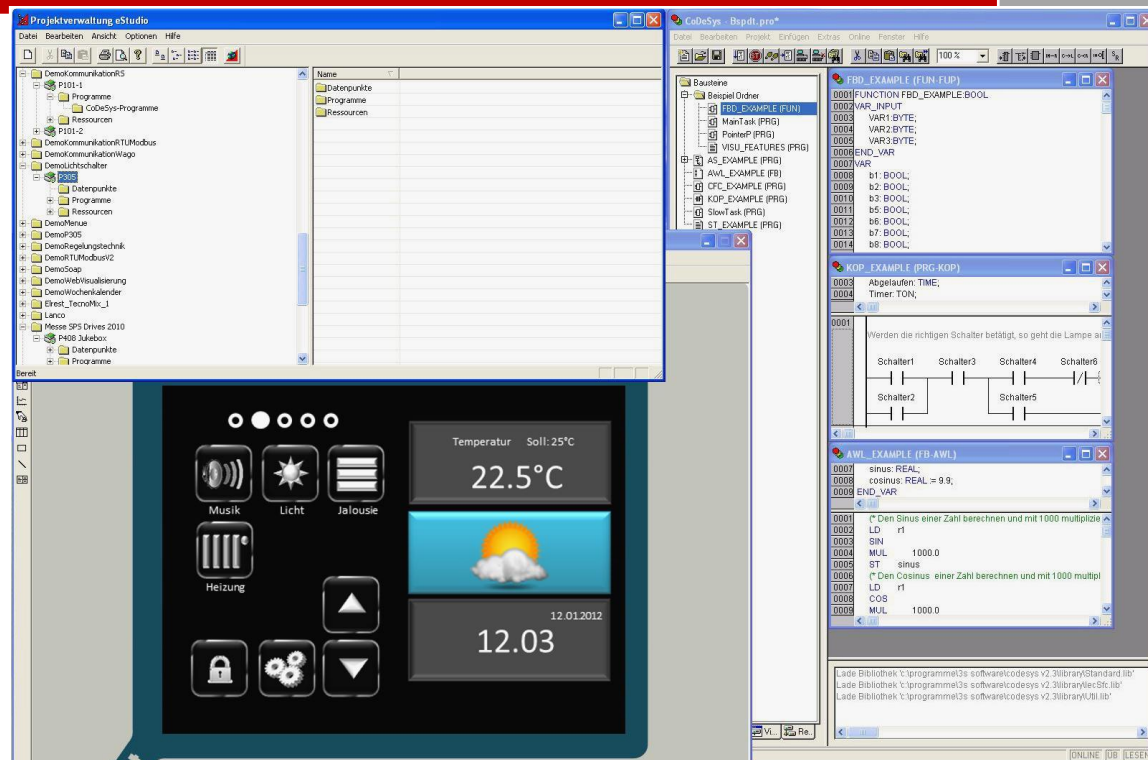 Projektverwaltung eStudio
Datei Bearbeiten Ansicht Optionen Hilfe
DemoKommunikationRS
P101-1
Programme
CoDeSys-Programme
Ressourcen
P101-2
DemoKommunikationRTUModbus
DemoKommunikationWago
DemoLichtschalter
P305
Datenpunkte
Programme
Ressourcen
DemoMenue
DemoP305
DemoRegelungstechnik
DemoRTUModbusV2
DemoSoap
DemoWebVisualisierung
DemoWochenkalender
Elrest_TecnoMix_1
Lanco
Messe SPS Drives 2010
P408 Jukebox
Datenpunkte
Programme
Name
Datenpunkte
Programme
Ressourcen
Bereit
CoDeSys - Bspdt.pro*
Datei Bearbeiten Projekt Einfügen Extras Online Fenster Hilfe
100 %
Bausteine
Beispiel Ordner
FBD_EXAMPLE (FUN)
MainTask (PRG)
PointerP (PRG)
VISU_FEATURES (PRG)
AS_EXAMPLE (PRG)
AWL_EXAMPLE (FB)
CFC_EXAMPLE (PRG)
KOP_EXAMPLE (PRG)
SlowTask (PRG)
ST_EXAMPLE (PRG)
FBD_EXAMPLE (FUN-FUP)
0001 FUNCTION FBD_EXAMPLE:BOOL
0002 VAR_INPUT
0003 VAR1:BYTE;
0004 VAR2:BYTE;
0005 VAR3:BYTE;
0006 END_VAR
0007 VAR
0008 b1: BOOL;
0009 b2: BOOL;
0010 b3: BOOL;
0011 b5: BOOL;
0012 b6: BOOL;
0013 b7: BOOL;
0014 b8: BOOL;
KOP_EXAMPLE (PRG-KOP)
0003 Abgelaufen: TIME;
0004 Timer: TON;
0001
Werden die richtigen Schalter betätigt, so geht die Lampe
Schalter1 Schalter3 Schalter4 Schalter6
Schalter2 Schalter5
AWL_EXAMPLE (FB-AWL)
0007 sinus: REAL;
0008 cosinus: REAL := 9.9;
0009 END_VAR
0001 (* Den Sinus einer Zahl berechnen und mit 1000 multiplizie
0002 LD r1
0003 SIN
0004 MUL 1000.0
0005 ST sinus
0006 (* Den Cosinus einer Zahl berechnen und mit 1000 multipl
0007 LD r1
0008 COS
0009 MUL 1000.0
Lade Bibliothek 'c:\programme\3s software\codesys v2.3\library\Standard.lib'
Lade Bibliothek 'c:\programme\3s software\codesys v2.3\library\IecSfc.lib'
Lade Bibliothek 'c:\programme\3s software\codesys v2.3\library\Util.lib'
Vi... Re..
ONLINE ÜB LESEN
Temperatur Soll: 25°C
22.5°C
Musik Licht Jalousie
Heizung
12.01.2012
12.03